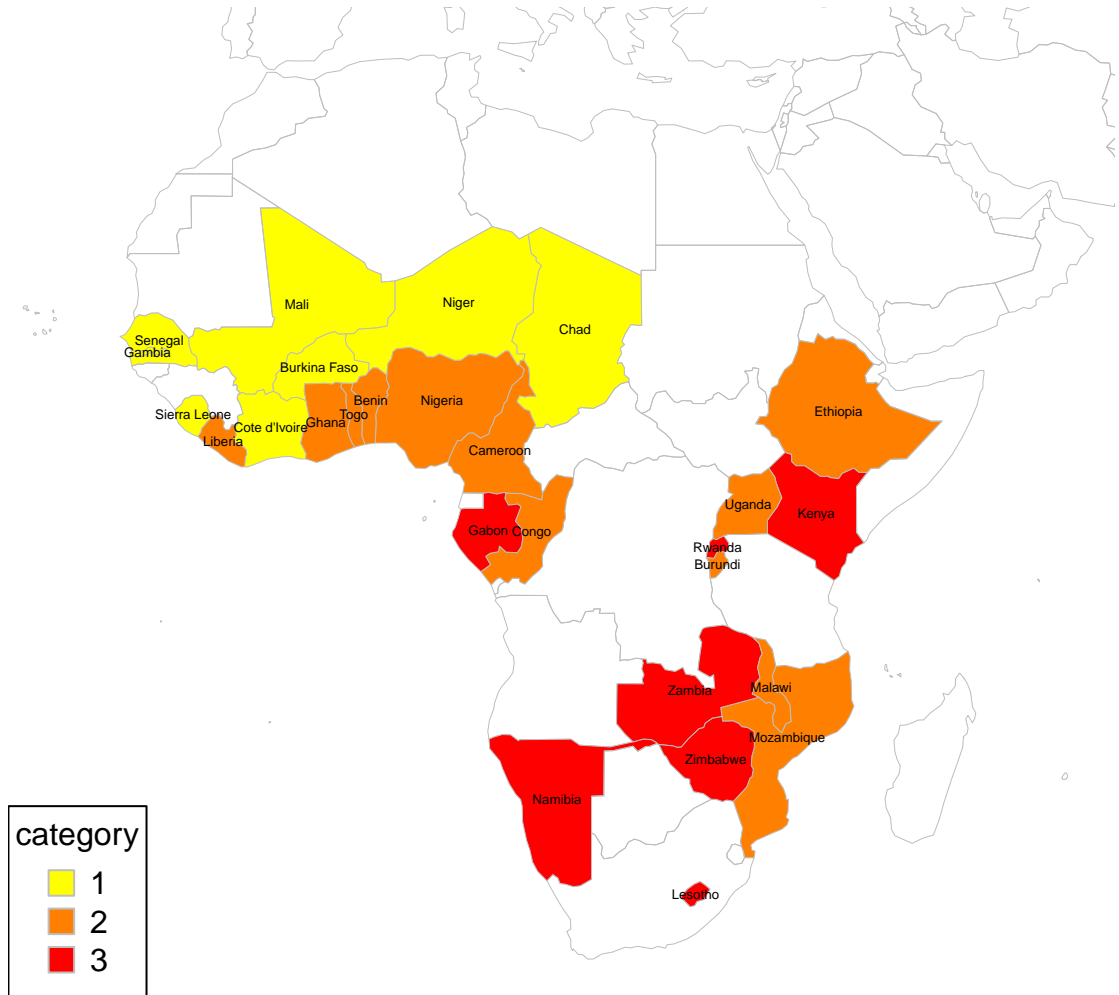 Mali
Niger
Chad
Senegal
Gambia
Burkina Faso
Benin
Nigeria
Ethiopia
Sierra Leone
Ghana
Togo
Cote d'Ivoire
Liberia
Cameroon
Uganda
Kenya
Gabon
Congo
Rwanda
Burundi
Zambia
Malawi
Mozambique
Zimbabwe
Namibia
Lesotho
category
1
2
3